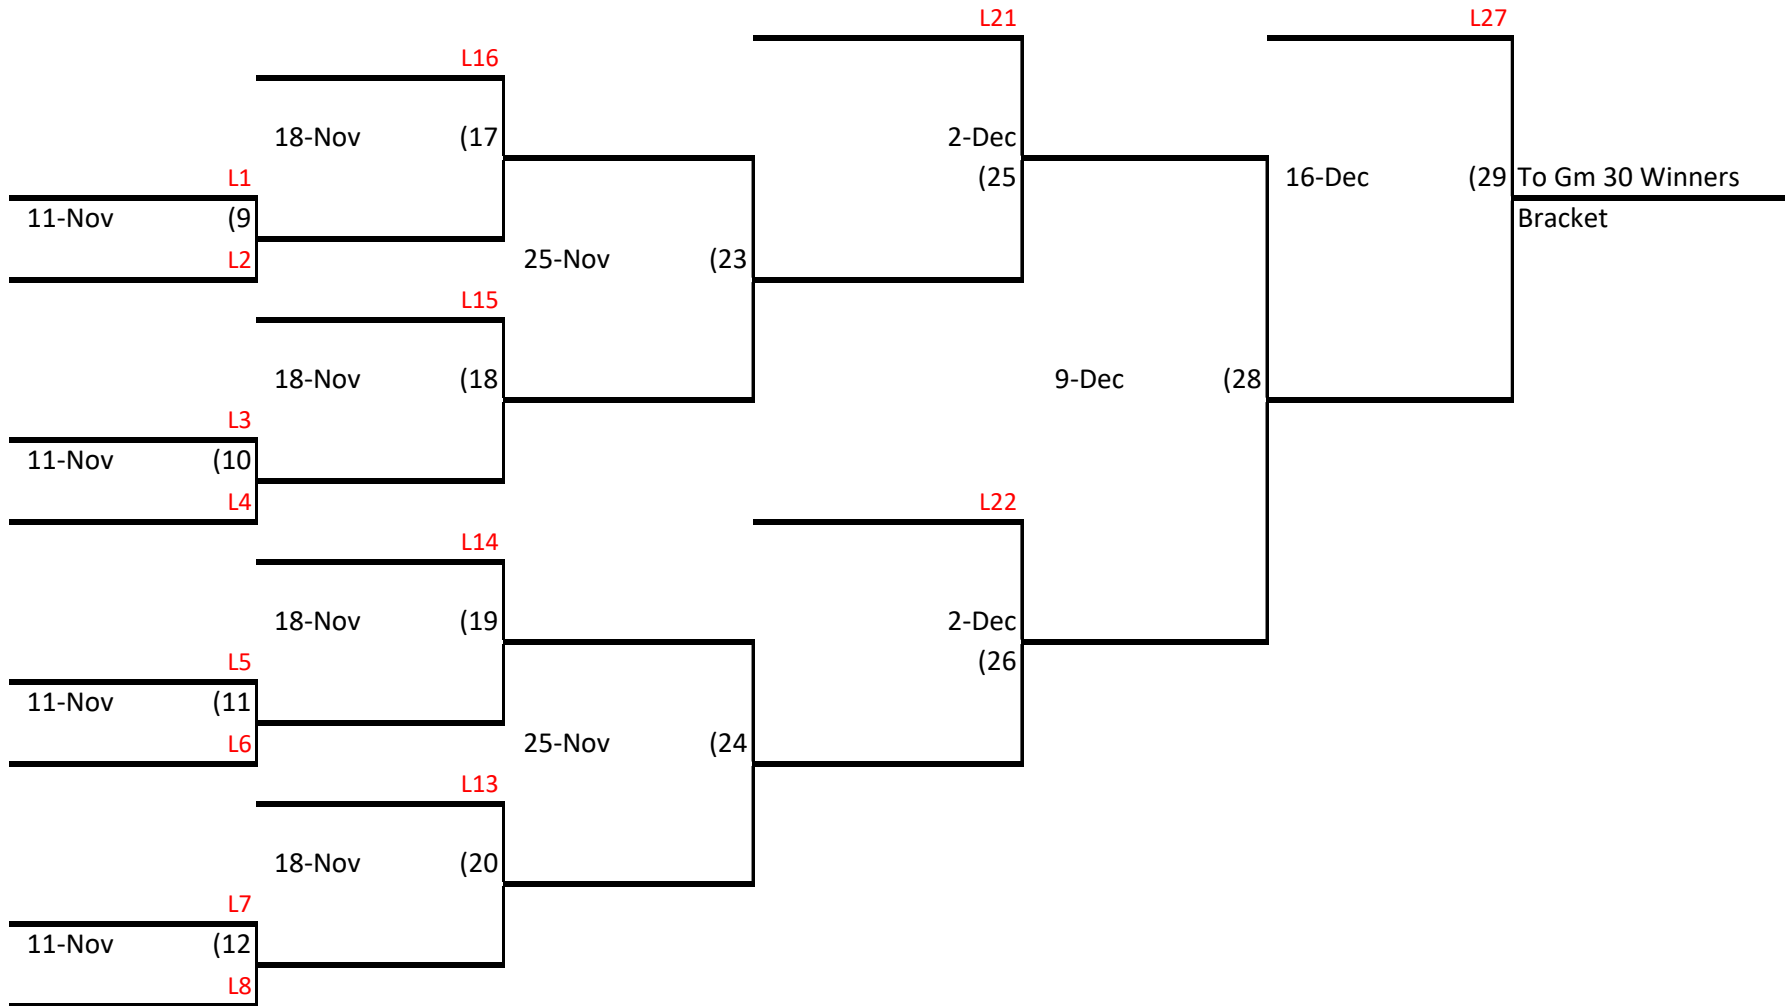 L21
L27
L16
18-Nov (17
2-Dec
L1
(25
16-Dec (29 To Gm 30 Winners
11-Nov (9
Bracket
L2
25-Nov (23
L15
18-Nov (18
9-Dec (28
L3
11-Nov (10
L4
L22
L14
18-Nov (19
2-Dec
L5
(26
11-Nov (11
L6
25-Nov (24
L13
18-Nov (20
L7
11-Nov (12
L8